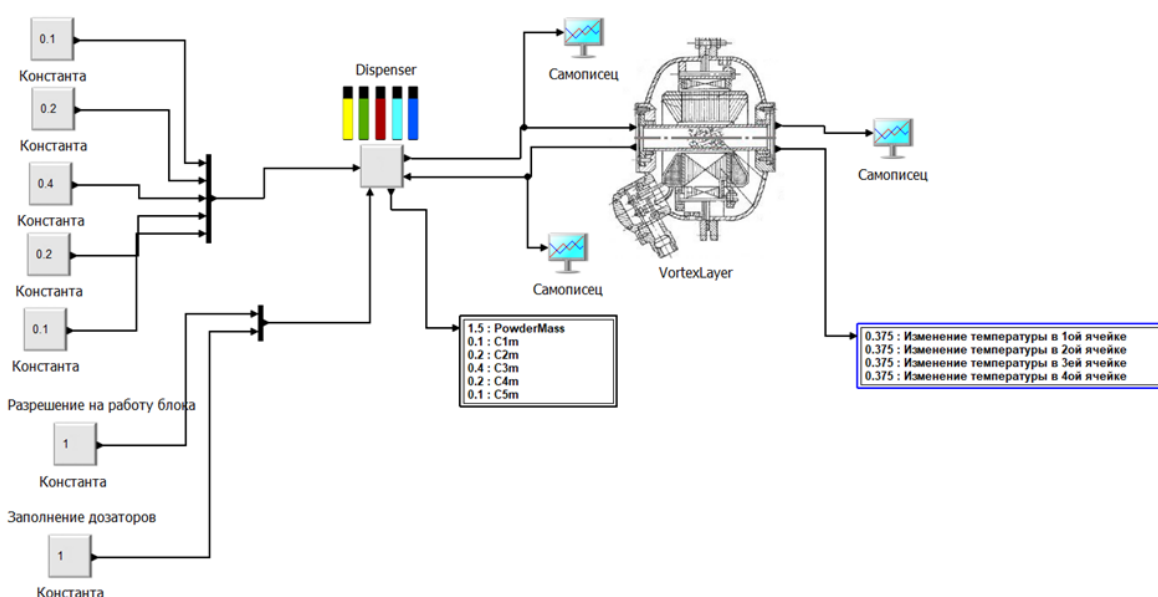 0.1
Константа
0.2
Константа
0.4
Константа
0.2
Константа
0.1
Константа
Разрешение на работу блока
1
Константа
Заполнение дозаторов
1
Константа
Dispenser
Самописец
Самописец
VortexLayer
Самописец
1.5 : PowderMass
0.1 : C1m
0.2 : C2m
0.4 : C3m
0.2 : C4m
0.1 : C5m
0.375 : Изменение температуры в 1ой ячейке
0.375 : Изменение температуры в 2ой ячейке
0.375 : Изменение температуры в 3ей ячейке
0.375 : Изменение температуры в 4ой ячейке